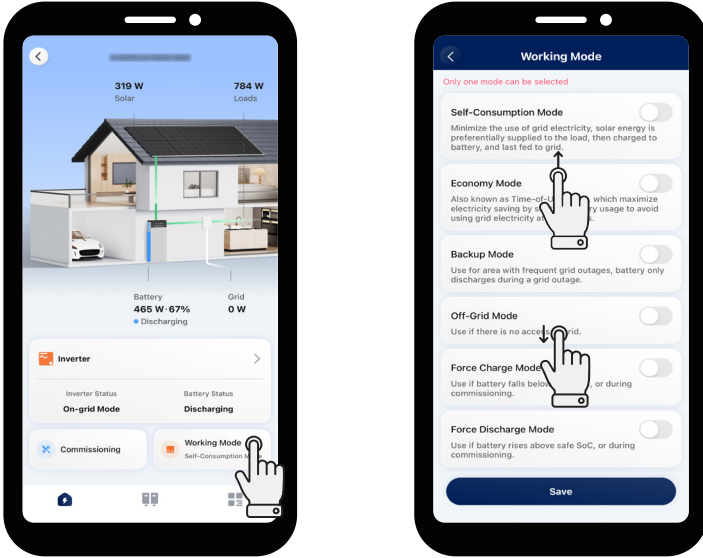 319 W
Solar
784 W
Loads
Battery
465 W·67%
Discharging
Grid
0 W
Inverter
Inverter Status
On-grid Mode
Battery Status
Discharging
Commissioning
Working Mode
Self-Consumption
Working Mode
Only one mode can be selected
Self-Consumption Mode
Minimize the use of grid electricity, solar energy is
preferentially supplied to the load, then charged to
battery, and last fed to grid.
Economy Mode
Also known as which maximize
electricity saving by usage to avoid
using grid electricity
Backup Mode
Use for area with frequent grid outages, battery only
discharges during a grid outage.
Off-Grid Mode
Use if there is no access
Force Charge Mode
Use if battery falls below , or during
commissioning.
Force Discharge Mode
Use if battery rises above safe SoC, or during
commissioning.
Save